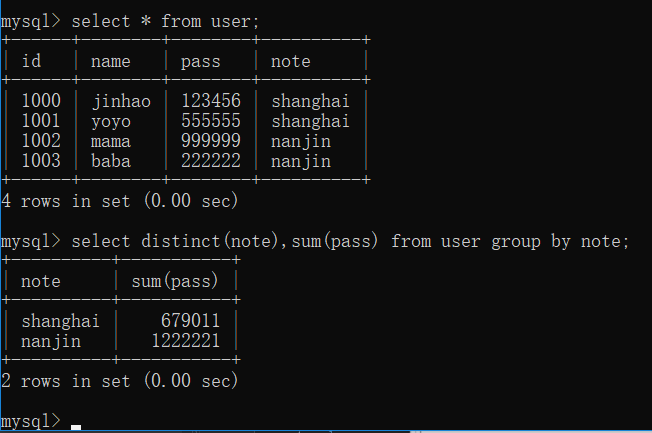 mysql> select * from user;
+------+--------+--------+----------+
| id | name | pass | note |
+------+--------+--------+----------+
| 1000 | jinhao | 123456 | shanghai |
| 1001 | yoyo | 555555 | shanghai |
| 1002 | mama | 999999 | nanjin |
| 1003 | baba | 222222 | nanjin |
+------+--------+--------+----------+
4 rows in set (0.00 sec)
mysql> select distinct(note),sum(pass) from user group by note;
+----------+-----------+
| note | sum(pass) |
+----------+-----------+
| shanghai | 679011 |
| nanjin | 1222221 |
+----------+-----------+
2 rows in set (0.00 sec)
mysql>